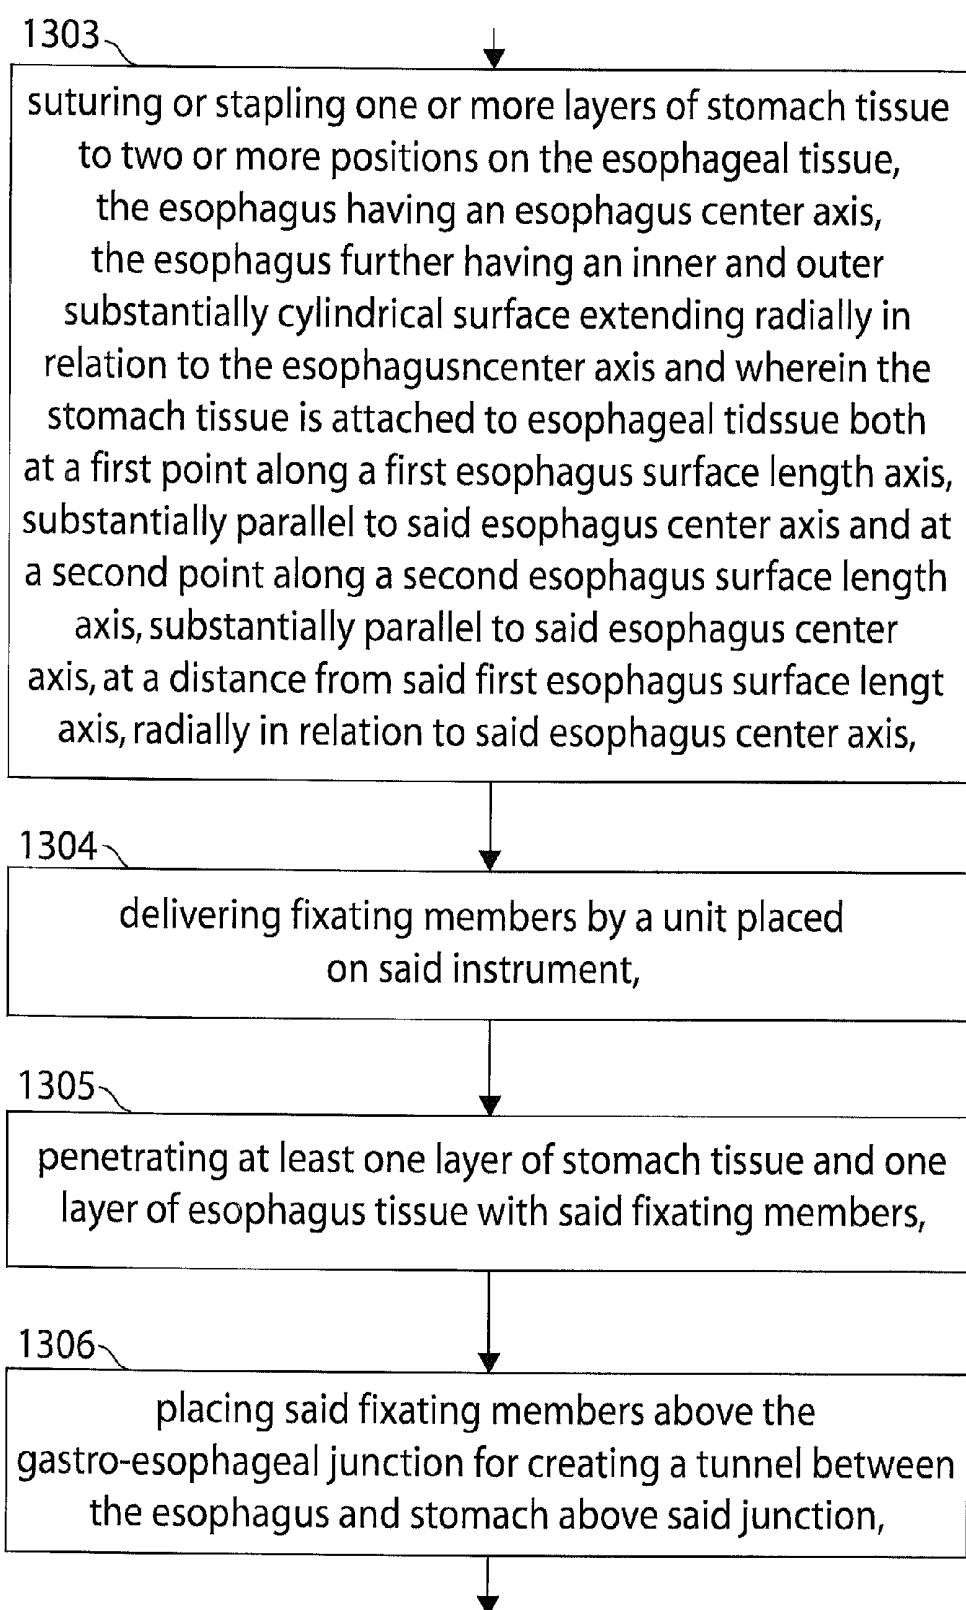 1303
suturing or stapling one or more layers of stomach tissue
to two or more positions on the esophageal tissue,
the esophagus having an esophagus center axis,
the esophagus further having an inner and outer
substantially cylindrical surface extending radially in
relation to the esophagusncenter axis and wherein the
stomach tissue is attached to esophageal tidssue both
at a first point along a first esophagus surface length axis,
substantially parallel to said esophagus center axis and at
a second point along a second esophagus surface length
axis, substantially parallel to said esophagus center
axis, at a distance from said first esophagus surface lengt
axis, radially in relation to said esophagus center axis,
1304
delivering fixating members by a unit placed
on said instrument,
1305
penetrating at least one layer of stomach tissue and one
layer of esophagus tissue with said fixating members,
1306
placing said fixating members above the
gastro-esophageal junction for creating a tunnel between
the esophagus and stomach above said junction,